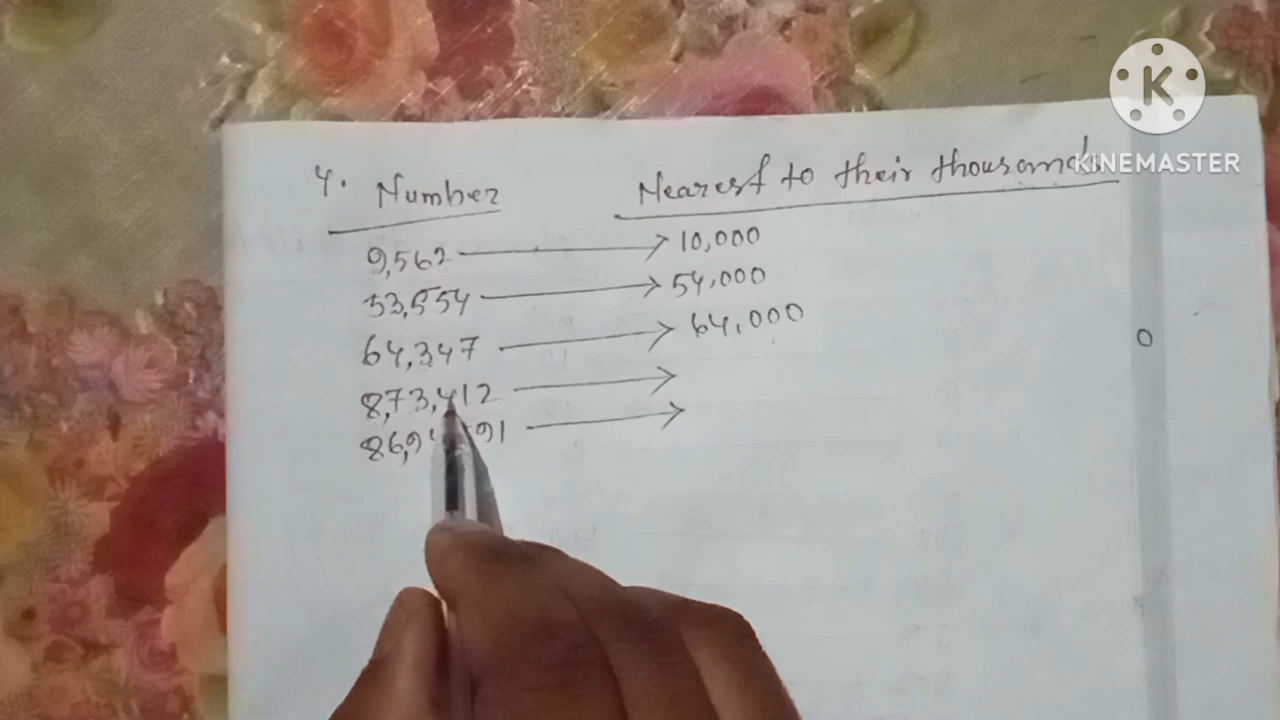 4. Number Nearest to their thousand
9,562 → 10,000
53,554 → 54,000
64,347 → 64,000
8,73,412 →
→
K
KINEMASTER